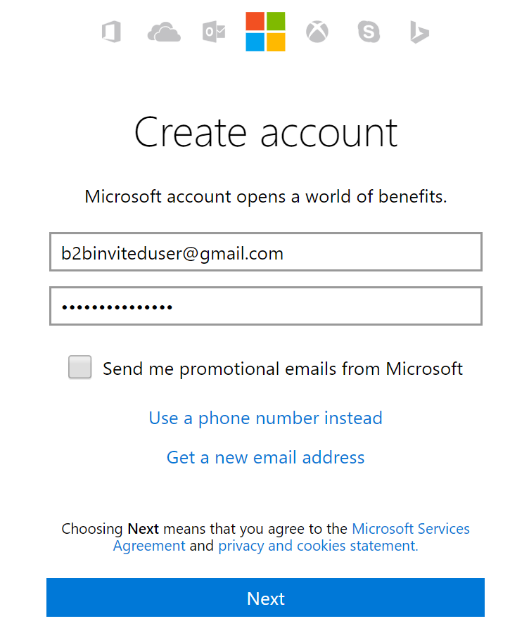 Create account
Microsoft account opens a world of benefits.
b2binviteduser@gmail.com
•••••••••••••••
Send me promotional emails from Microsoft
Use a phone number instead
Get a new email address
Choosing Next means that you agree to the Microsoft Services
Agreement and privacy and cookies statement.
Next